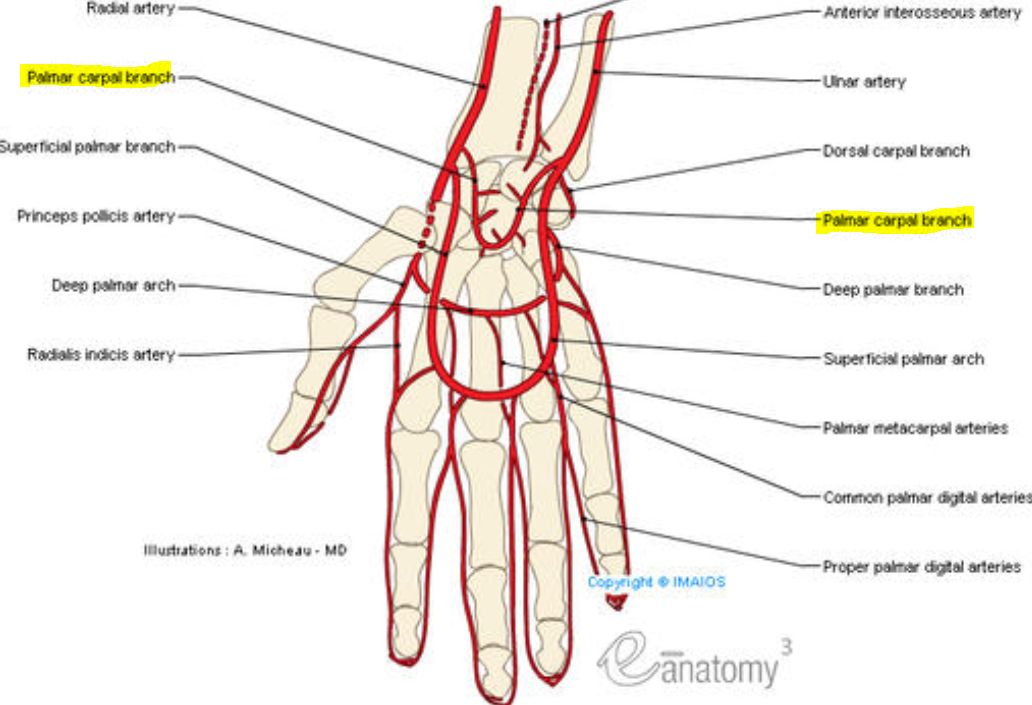 Radial artery
Anterior interosseous artery
Palmar carpal branch
Ulnar artery
Superficial palmar branch
Dorsal carpal branch
Princeps pollicis artery
Palmar carpal branch
Deep palmar arch
Deep palmar branch
Radialis indicis artery
Superficial palmar arch
Palmar metacarpal arteries
Common palmar digital arteries
Illustrations : A. Micheau - MD
Proper palmar digital arteries
Copyright © IMAIOS
e-anatomy 3